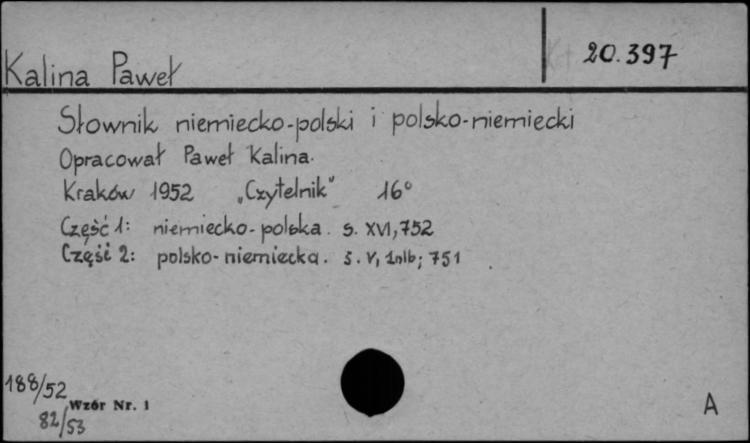 Kalina Paweł
20.397
Słownik niemiecko-polski i polsko-niemiecki
Opracował Paweł Kalina.
Kraków 1952 „Czytelnik" 16°
Część 1: niemiecko-polska. s. XVI, 752
Część 2: polsko-niemiecka. s. V, 1nlb; 751
188/52
Wzór Nr. 1
82/53
A